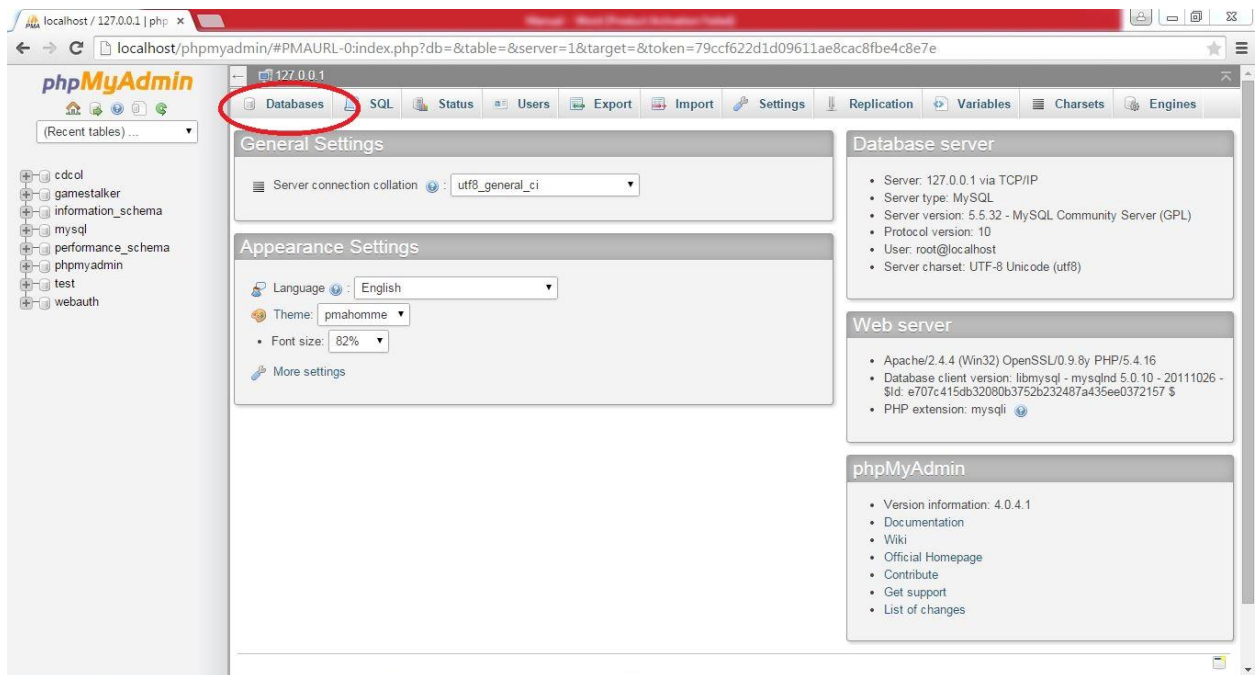 localhost / 127.0.0.1 | php
Manual - Word (Product Activation Failed)
localhost/phpmyadmin/#PMAURL-0:index.php?db=&table=&server=1&target=&token=79ccf622d1d09611ae8cac8fbe4c8e7e
phpMyAdmin
(Recent tables) ...
cdcol
gamestalker
information_schema
mysql
performance_schema
phpmyadmin
test
webauth
127.0.0.1
Databases SQL Status Users Export Import Settings Replication Variables Charsets Engines
General Settings
Server connection collation : utf8_general_ci
Appearance Settings
Language : English
Theme: pmahomme
• Font size: 82%
More settings
Database server
• Server: 127.0.0.1 via TCP/IP
• Server type: MySQL
• Server version: 5.5.32 - MySQL Community Server (GPL)
• Protocol version: 10
• User: root@localhost
• Server charset: UTF-8 Unicode (utf8)
Web server
• Apache/2.4.4 (Win32) OpenSSL/0.9.8y PHP/5.4.16
• Database client version: libmysql - mysqlnd 5.0.10 - 20111026 -
$Id: e707c415db32080b3752b232487a435ee0372157 $
• PHP extension: mysqli
phpMyAdmin
• Version information: 4.0.4.1
• Documentation
• Wiki
• Official Homepage
• Contribute
• Get support
• List of changes